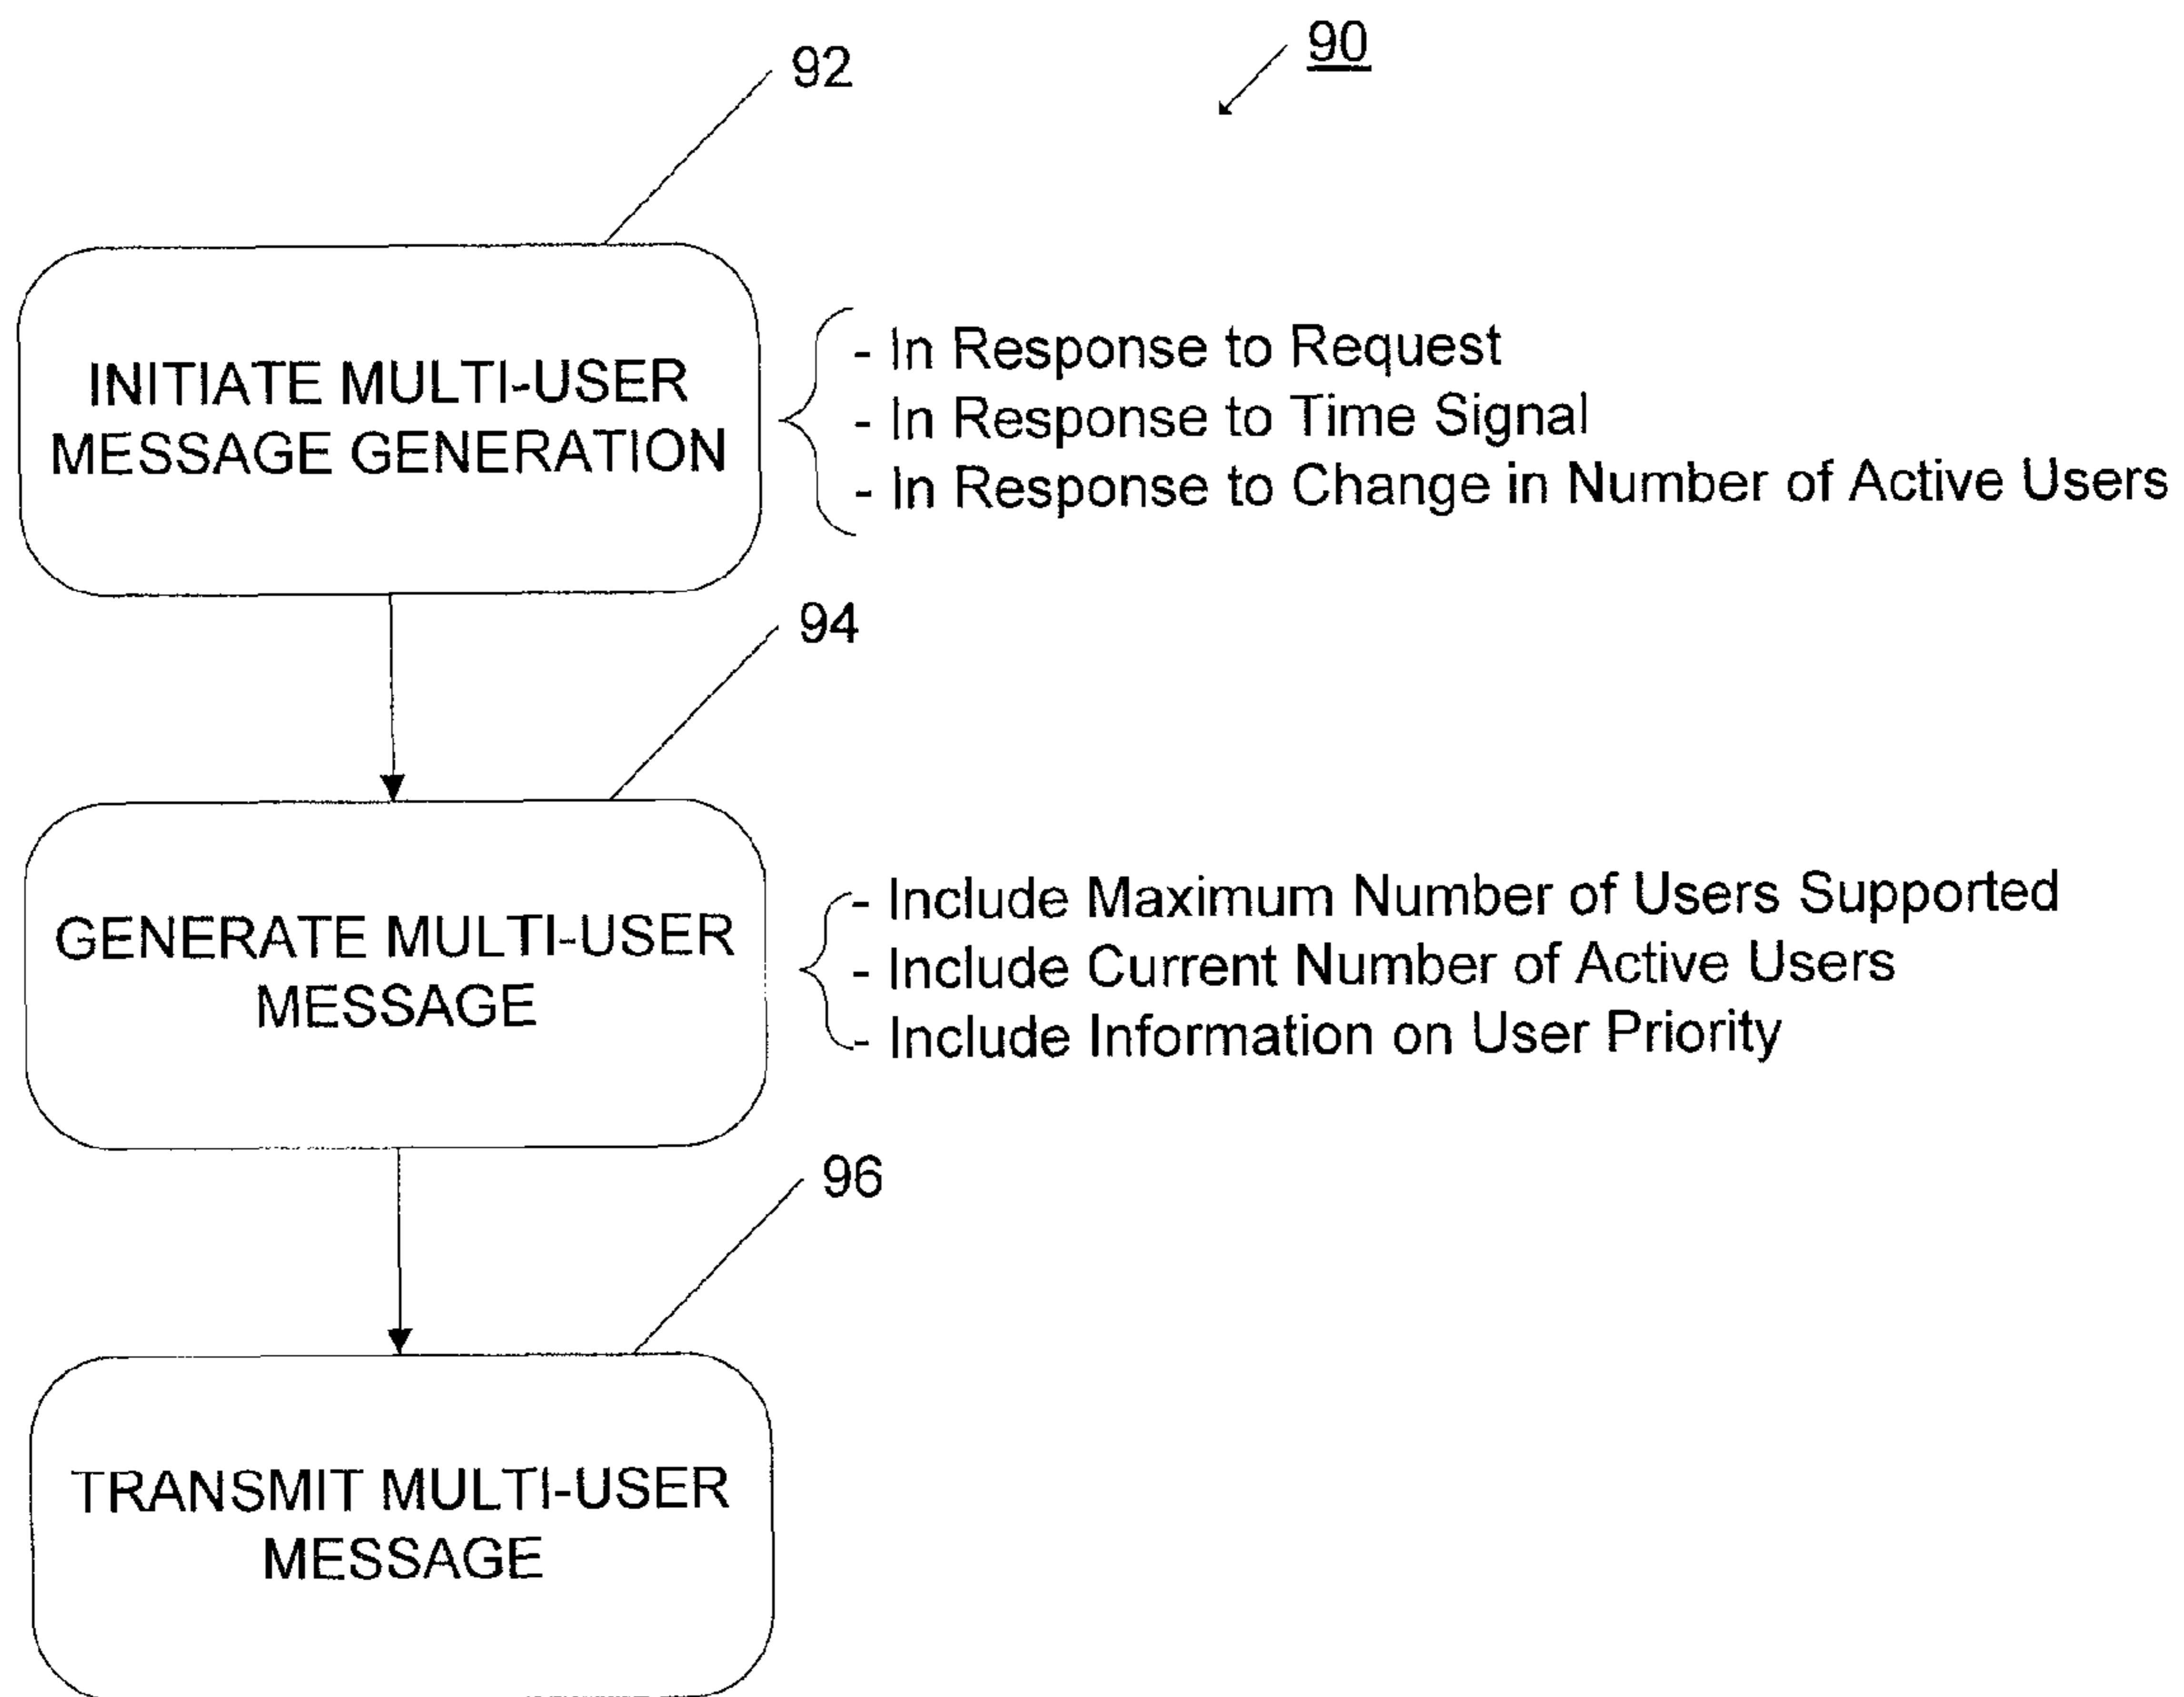 90
92
INITIATE MULTI-USER
MESSAGE GENERATION
- In Response to Request
- In Response to Time Signal
- In Response to Change in Number of Active Users
94
GENERATE MULTI-USER
MESSAGE
- Include Maximum Number of Users Supported
- Include Current Number of Active Users
- Include Information on User Priority
96
TRANSMIT MULTI-USER
MESSAGE